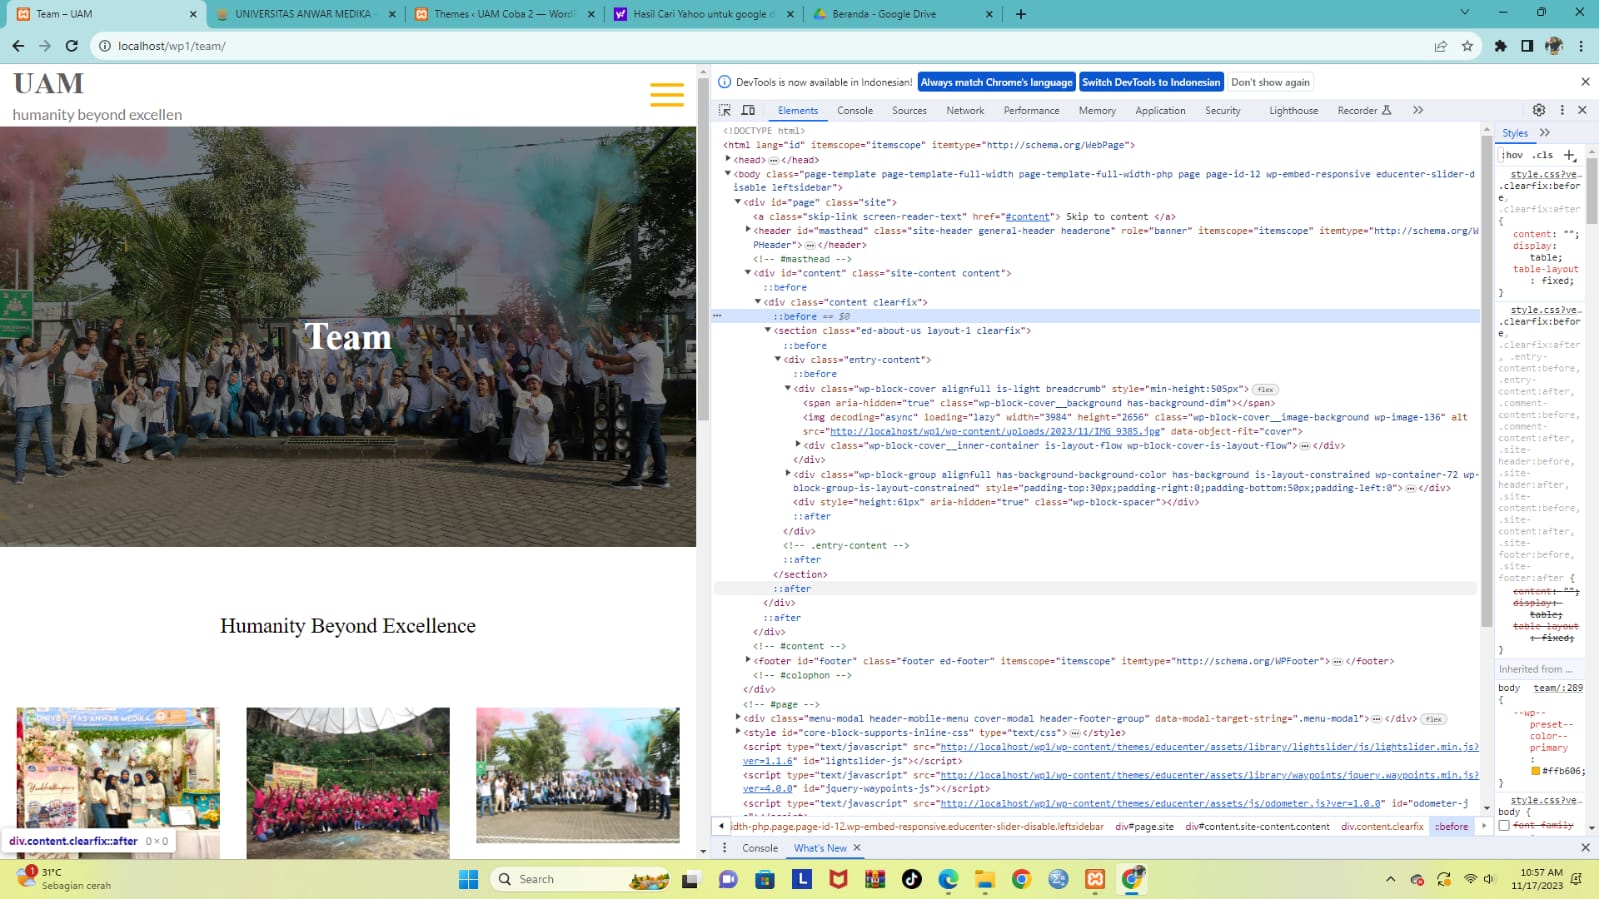 Team – UAM
UNIVERSITAS ANWAR MEDIKA -
Themes ‹ UAM Coba 2 — WordP
Hasil Cari Yahoo untuk google d
Beranda - Google Drive
localhost/wp1/team/
UAM
humanity beyond excellen
Team
Humanity Beyond Excellence
div.content.clearfix::after 0 × 0
DevTools is now available in Indonesian! Always match Chrome's language Switch DevTools to Indonesian Don't show again
Elements Console Sources Network Performance Memory Application Security Lighthouse Recorder
<!DOCTYPE html>
<html lang="id" itemscope="itemscope" itemtype="http://schema.org/WebPage">
<head> … </head>
<body class="page-template page-template-full-width page-template-full-width-php page page-id-12 wp-embed-responsive educenter-slider-d
isable leftsidebar">
<div id="page" class="site">
<a class="skip-link screen-reader-text" href="#content"> Skip to content </a>
<header id="masthead" class="site-header general-header headerone" role="banner" itemscope="itemscope" itemtype="http://schema.org/W
PHeader"> … </header>
<!-- #masthead -->
<div id="content" class="site-content content">
::before
<div class="content clearfix">
… ::before == $0
<section class="ed-about-us layout-1 clearfix">
::before
<div class="entry-content">
::before
<div class="wp-block-cover alignfull is-light breadcrumb" style="min-height:505px"> flex
<span aria-hidden="true" class="wp-block-cover__background has-background-dim"></span>
<img decoding="async" loading="lazy" width="3984" height="2656" class="wp-block-cover__image-background wp-image-136" alt
src="http://localhost/wp1/wp-content/uploads/2023/11/IMG_9385.jpg" data-object-fit="cover">
<div class="wp-block-cover__inner-container is-layout-flow wp-block-cover-is-layout-flow"> … </div>
</div>
<div class="wp-block-group alignfull has-background-background-color has-background is-layout-constrained wp-container-72 wp-
block-group-is-layout-constrained" style="padding-top:30px;padding-right:0;padding-bottom:50px;padding-left:0"> … </div>
<div style="height:61px" aria-hidden="true" class="wp-block-spacer"></div>
::after
</div>
<!-- .entry-content -->
::after
</section>
::after
</div>
::after
</div>
<!-- #content -->
<footer id="footer" class="footer ed-footer" itemscope="itemscope" itemtype="http://schema.org/WPFooter"> … </footer>
<!-- #colophon -->
</div>
<!-- #page -->
<div class="menu-modal header-mobile-menu cover-modal header-footer-group" data-modal-target-string=".menu-modal"> … </div> flex
<style id="core-block-supports-inline-css" type="text/css"> … </style>
<script type="text/javascript" src="http://localhost/wp1/wp-content/themes/educenter/assets/library/lightslider/js/lightslider.min.js?
ver=1.1.6" id="lightslider-js"></script>
<script type="text/javascript" src="http://localhost/wp1/wp-content/themes/educenter/assets/library/waypoints/jquery.waypoints.min.js?
ver=4.0.0" id="jquery-waypoints-js"></script>
<script type="text/javascript" src="http://localhost/wp1/wp-content/themes/educenter/assets/js/odometer.js?ver=1.0.0" id="odometer-j
idth-php.page.page-id-12.wp-embed-responsive.educenter-slider-disable.leftsidebar div#page.site div#content.site-content.content div.content.clearfix ::before
Console What's New
Styles
:hov .cls
style.css?ve…
.clearfix:befor
e,
.clearfix:after
{
content: "";
display:
table;
table-layout
: fixed;
}
style.css?ve…
.clearfix:befor
e,
.clearfix:after
, .entry-
content:before,
.entry-
content:after,
.comment-
content:before,
.comment-
content:after,
.site-
header:before,
.site-
header:after,
.site-
content:before,
.site-
content:after,
.site-
footer:before,
.site-
footer:after {
content: "";
display:
table;
table-layout
: fixed;
}
Inherited from ...
body team/:289
{
--wp--
preset--
color--
primary
:
#ffb606;
}
style.css?ve…
body {
font-family
31°C
Sebagian cerah
Search
10:57 AM
11/17/2023